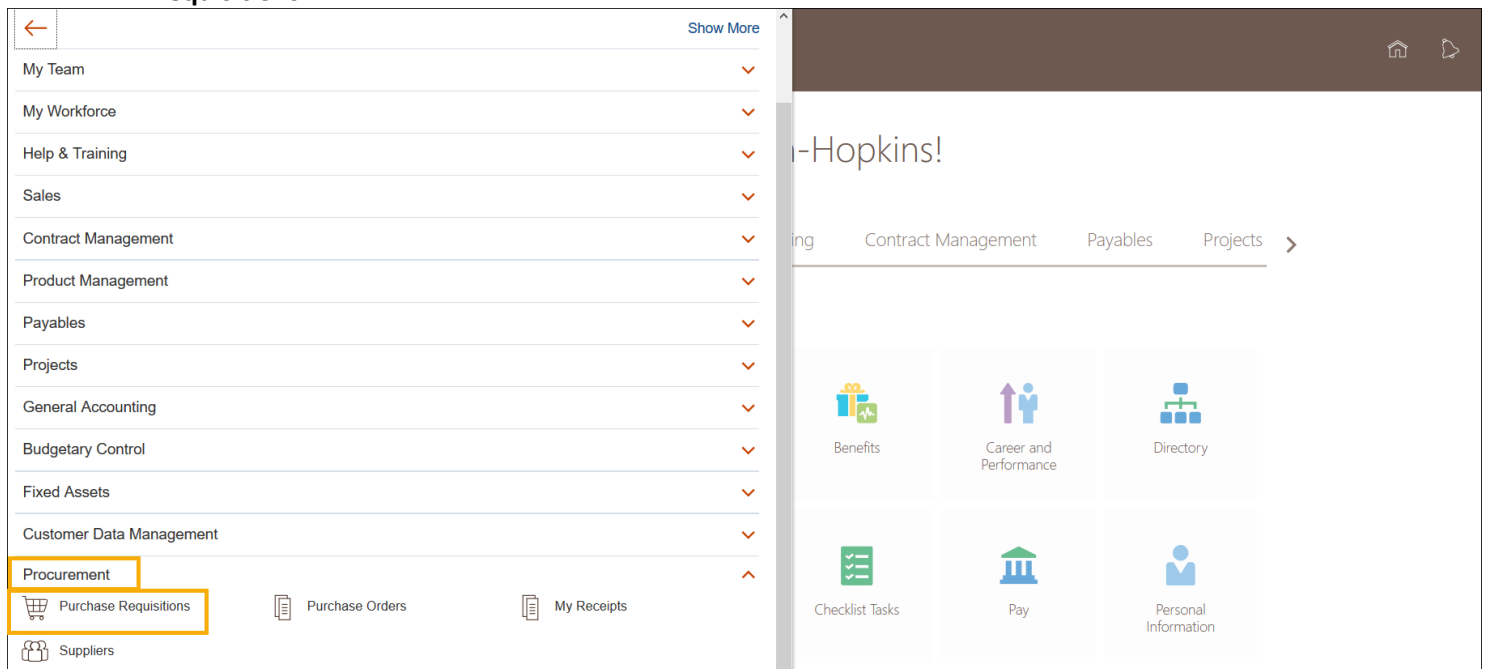 Show More
My Team
My Workforce
Help & Training
Sales
Contract Management
Product Management
Payables
Projects
General Accounting
Budgetary Control
Fixed Assets
Customer Data Management
Procurement
Purchase Requisitions Purchase Orders My Receipts
Suppliers
-Hopkins!
ing Contract Management Payables Projects
Benefits
Career and
Performance
Directory
Checklist Tasks
Pay
Personal
Information